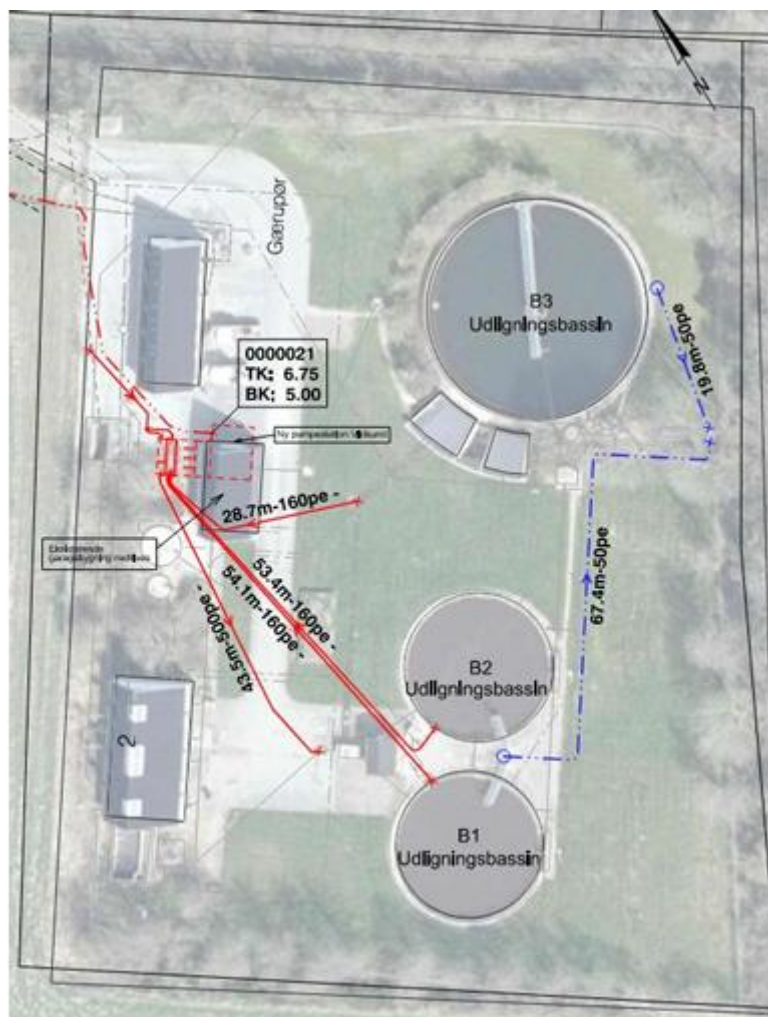 N
Gærupør
B3
Udligningsbassin
19.8m-50pe
0000021
TK: 6.75
BK: 5.00
Ny pumpestation
28.7m-160pe -
53.4m-160pe -
54.1m-160pe -
43.5m-500pe -
67.4m-50pe
B2
Udligningsbassin
2
B1
Udligningsbassin